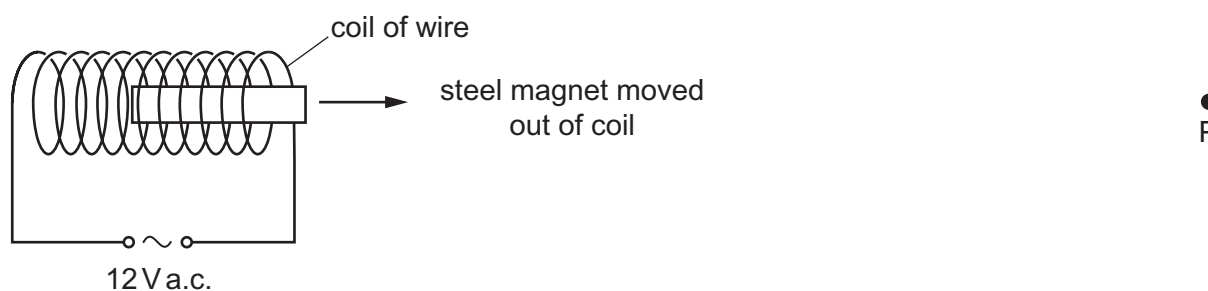 coil of wire
steel magnet moved
out of coil
P
12 V a.c.